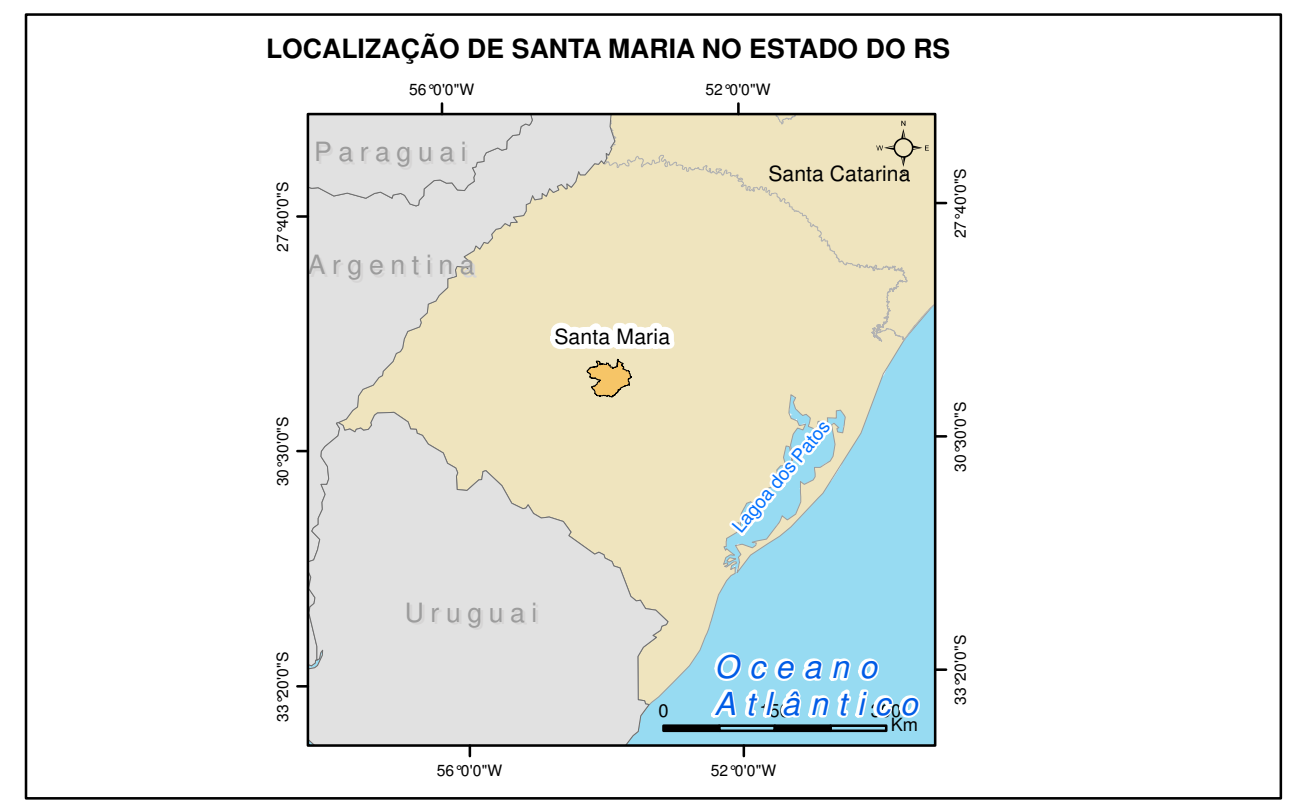 LOCALIZAÇÃO DE SANTA MARIA NO ESTADO DO RS
56°0'0"W
52°0'0"W
N
W
E
S
Paraguai
Santa Catarina
27°40'0"S
27°40'0"S
Argentina
Santa Maria
30°30'0"S
30°30'0"S
Lagoa dos Patos
Uruguai
33°20'0"S
33°20'0"S
Oceano
Atlântico
0
150
300
Km
56°0'0"W
52°0'0"W